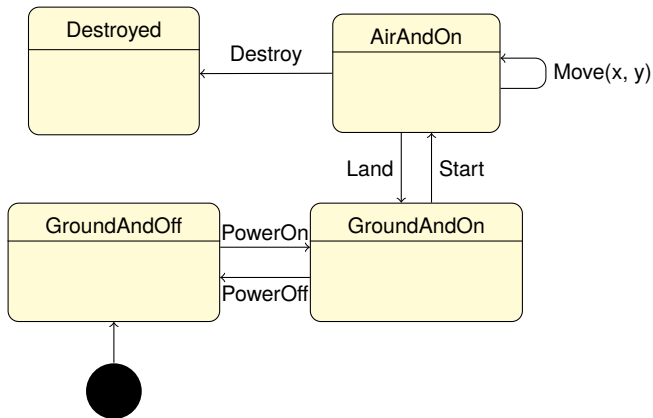 Destroyed
AirAndOn
Destroy
Move(x, y)
Land
Start
GroundAndOff
PowerOn
GroundAndOn
PowerOff